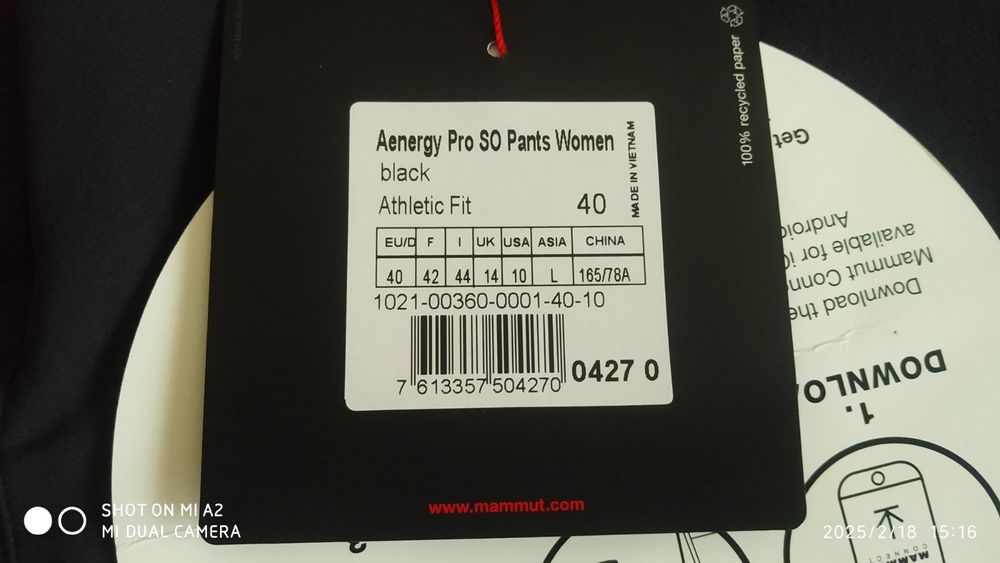 100% recycled paper
Aenergy Pro SO Pants Women
black
Athletic Fit 40
MADE IN VIETNAM
EU/D F I UK USA ASIA CHINA
40 42 44 14 10 L 165/78A
1021-00360-0001-40-10
7 613357 504270
0427 0
www.mammut.com
1.
DOWNLO
Download the
Mammut Conn
available for i
Android
Get
CONNECT
SHOT ON MI A2
MI DUAL CAMERA
2025/2/18 15:16